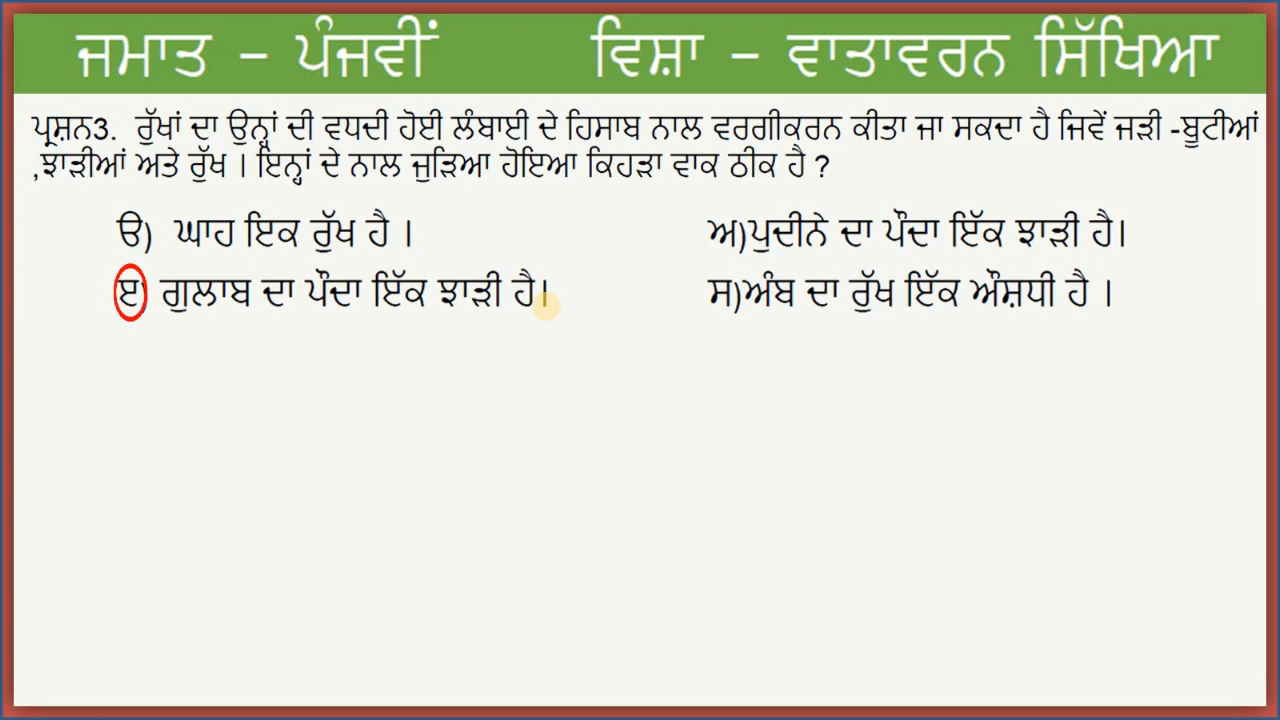 ਜਮਾਤ – ਪੰਜਵੀਂ ਵਿਸ਼ਾ – ਵਾਤਾਵਰਨ ਸਿੱਖਿਆ
ਪ੍ਰਸ਼ਨ3. ਰੁੱਖਾਂ ਦਾ ਉਨ੍ਹਾਂ ਦੀ ਵਧਦੀ ਹੋਈ ਲੰਬਾਈ ਦੇ ਹਿਸਾਬ ਨਾਲ ਵਰਗੀਕਰਨ ਕੀਤਾ ਜਾ ਸਕਦਾ ਹੈ ਜਿਵੇਂ ਜੜੀ -ਬੂਟੀਆਂ
,ਝਾੜੀਆਂ ਅਤੇ ਰੁੱਖ । ਇਨ੍ਹਾਂ ਦੇ ਨਾਲ ਜੁੜਿਆ ਹੋਇਆ ਕਿਹੜਾ ਵਾਕ ਠੀਕ ਹੈ ?
ੳ) ਘਾਹ ਇਕ ਰੁੱਖ ਹੈ । ਅ)ਪੁਦੀਨੇ ਦਾ ਪੌਦਾ ਇੱਕ ਝਾੜੀ ਹੈ।
ੲ) ਗੁਲਾਬ ਦਾ ਪੌਦਾ ਇੱਕ ਝਾੜੀ ਹੈ। ਸ)ਅੰਬ ਦਾ ਰੁੱਖ ਇੱਕ ਔਸ਼ਧੀ ਹੈ ।